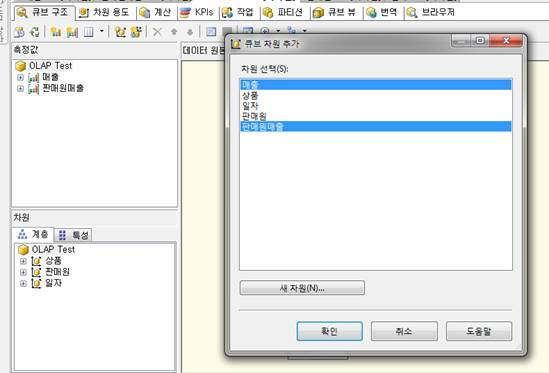 큐브 구조 차원 용도 계산 KPIs 작업 파티션 큐브 뷰 번역 브라우저
측정값
OLAP Test
매출
판매원매출
차원
계층 특성
OLAP Test
상품
판매원
일자
데이터 원본
큐브 차원 추가
차원 선택(S):
매출
상품
일자
판매원
판매원매출
새 차원(N)...
확인 취소 도움말